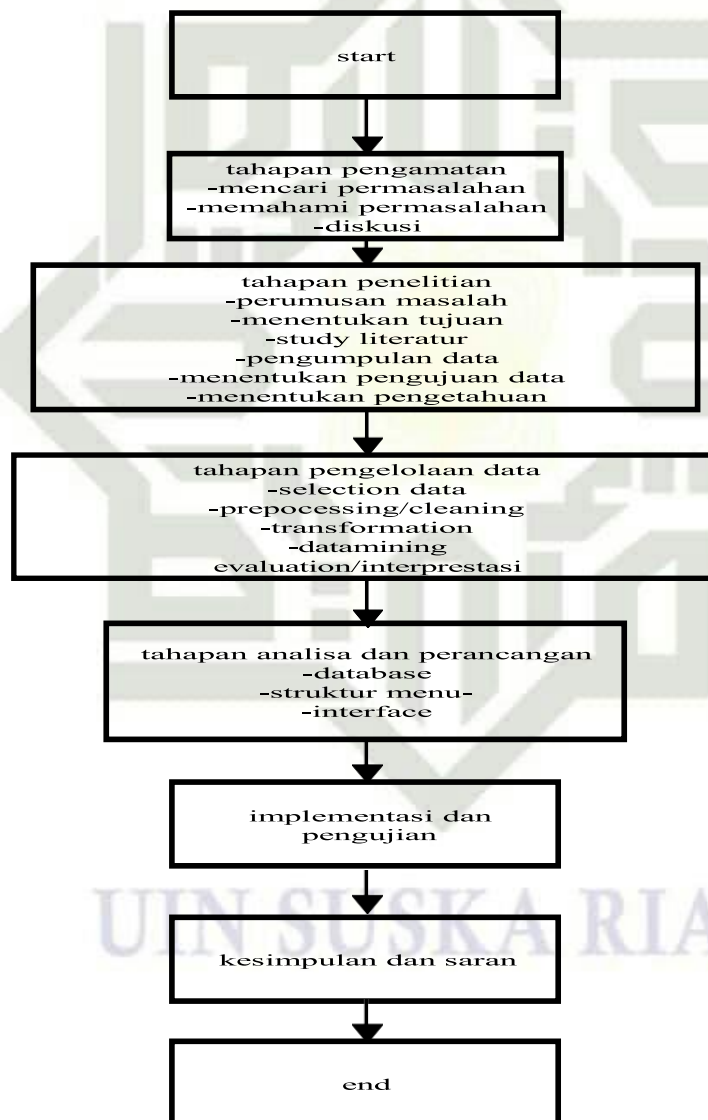 start
tahapan pengamatan
-mencari permasalahan
-memahami permasalahan
-diskusi
tahapan penelitian
-perumusan masalah
-menentukan tujuan
-study literatur
-pengumpulan data
-menentukan pengujuan data
-menentukan pengetahuan
tahapan pengelolaan data
-selection data
-prepocessing/cleaning
-transformation
-datamining
evaluation/interprestasi
tahapan analisa dan perancangan
-database
-struktur menu-
-interface
implementasi dan
pengujian
UIN SUSKA RIA
kesimpulan dan saran
end